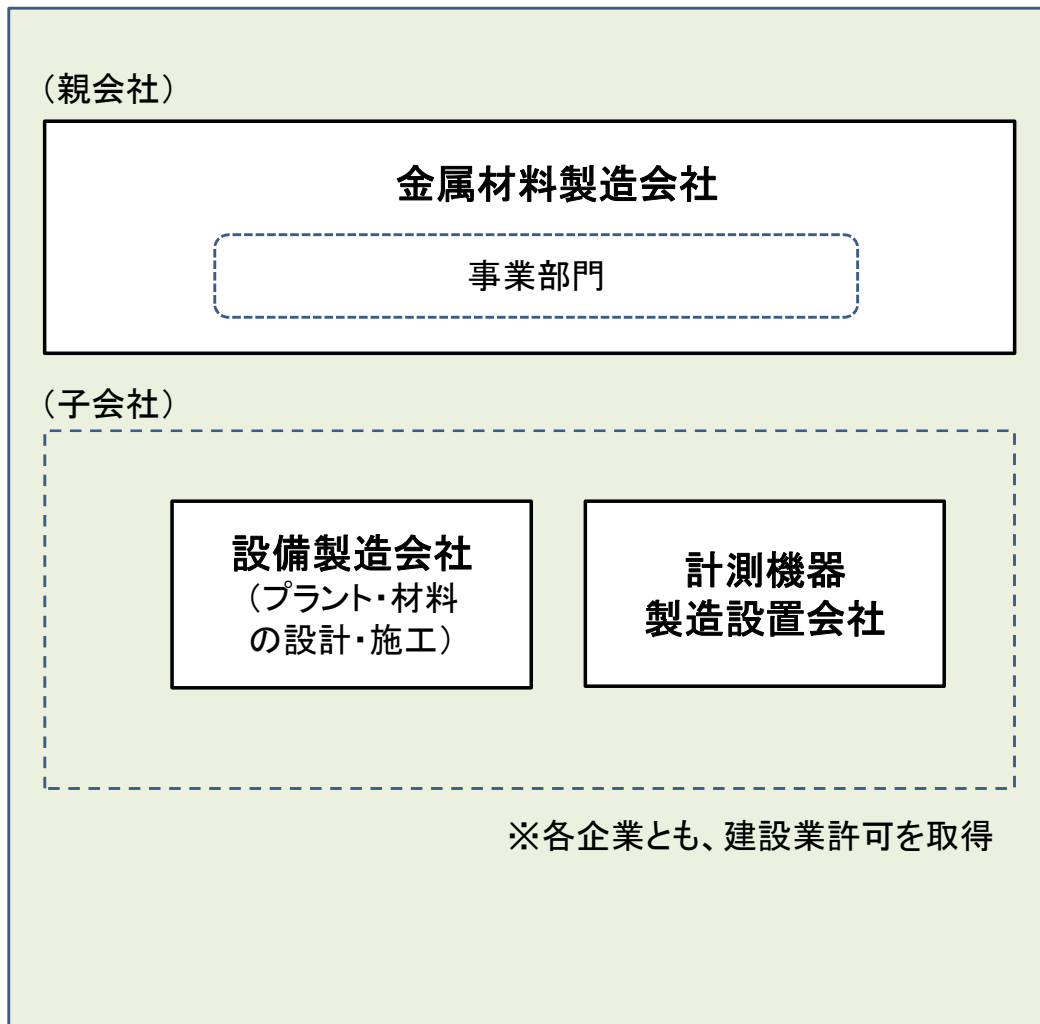 （親会社）
金属材料製造会社
事業部門
（子会社）
設備製造会社
（プラント・材料
の設計・施工）
計測機器
製造設置会社
※各企業とも、建設業許可を取得